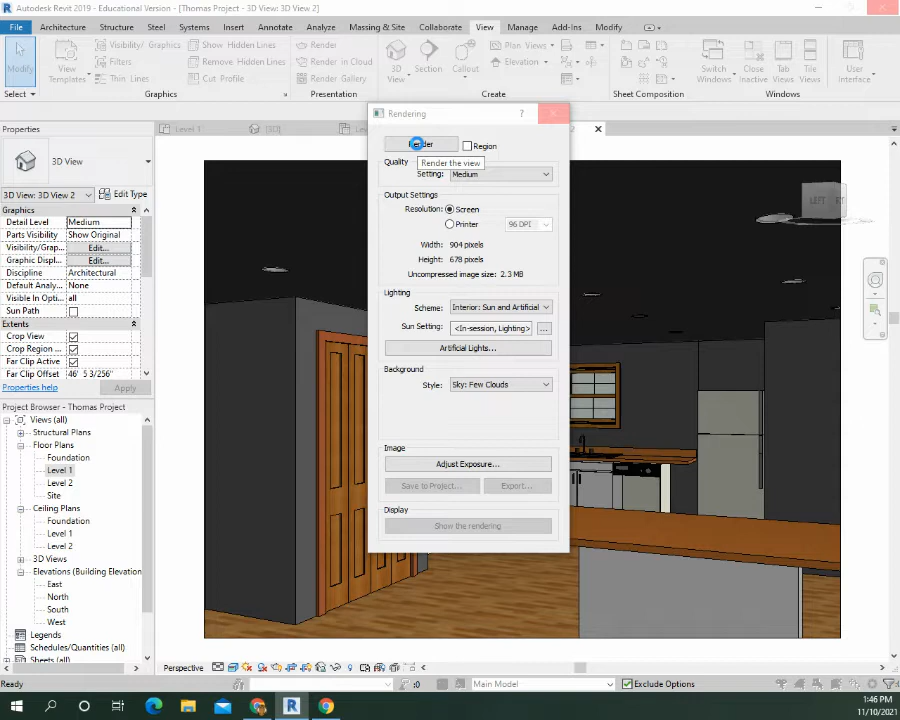 Autodesk Revit 2019 - Educational Version - [Thomas Project - 3D View: 3D View 2]
File Architecture Structure Steel Systems Insert Annotate Analyze Massing & Site Collaborate View Manage Add-Ins Modify
Modify
View Templates
Visibility/ Graphics
Filters
Thin Lines
Show Hidden Lines
Remove Hidden Lines
Cut Profile
Render
Render in Cloud
Render Gallery
3D View
Section
Callout
Plan Views
Elevation
Switch Windows
Close Inactive
Tab Views
Tile Views
User Interface
Select Graphics Presentation Create Sheet Composition Windows
Properties
Level 1
[3D]
3D View
3D View: 3D View 2 Edit Type
Graphics
Detail Level Medium
Parts Visibility Show Original
Visibility/Grap... Edit...
Graphic Displ... Edit...
Discipline Architectural
Default Analy... None
Visible In Opti... all
Sun Path
Extents
Crop View
Crop Region ...
Far Clip Active
Far Clip Offset 46' 5 3/256"
Properties help Apply
Project Browser - Thomas Project
Views (all)
Structural Plans
Floor Plans
Foundation
Level 1
Level 2
Site
Ceiling Plans
Foundation
Level 1
Level 2
3D Views
Elevations (Building Elevation
East
North
South
West
Legends
Schedules/Quantities (all)
Sheets (all)
Rendering ?
Render Region
Render the view
Quality
Setting: Medium
Output Settings
Resolution: Screen
Printer 96 DPI
Width: 904 pixels
Height: 678 pixels
Uncompressed image size: 2.3 MB
Lighting
Scheme: Interior: Sun and Artificial
Sun Setting: <In-session, Lighting> ...
Artificial Lights...
Background
Style: Sky: Few Clouds
Image
Adjust Exposure...
Save to Project... Export...
Display
Show the rendering
LEFT
Perspective
Ready :0 Main Model Exclude Options
1:46 PM
11/10/2021